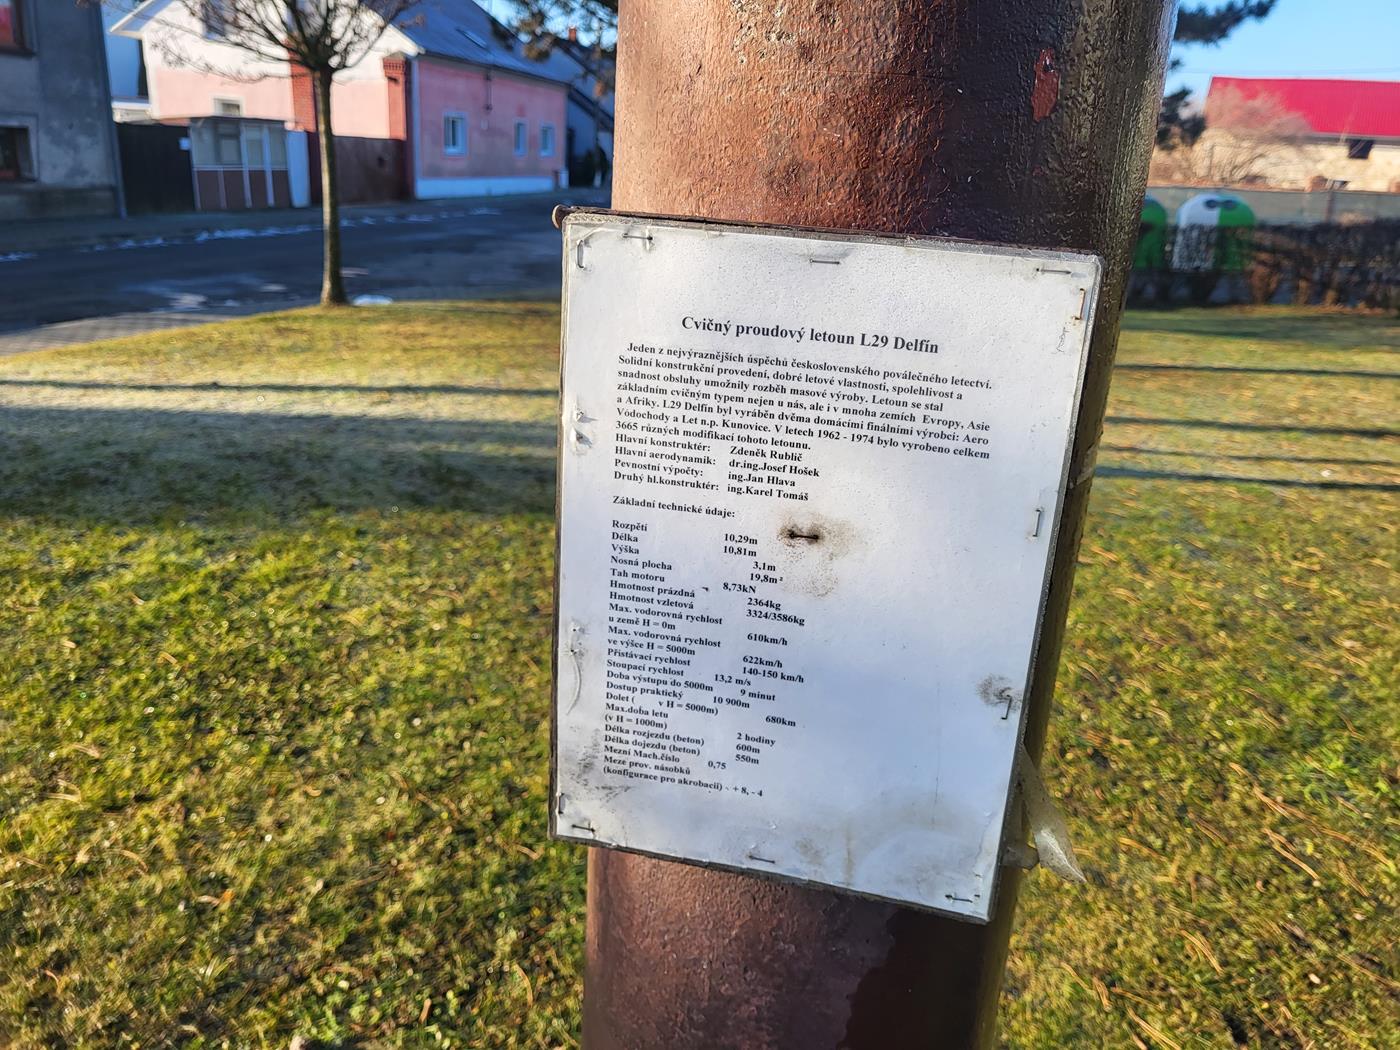 Cvičný proudový letoun L29 Delfín
Jeden z nejvýraznějších úspěchů československého poválečného letectví.
Solidní konstrukční provedení, dobré letové vlastnosti, spolehlivost a
snadnost obsluhy umožnily rozběh masové výroby. Letoun se stal
základním cvičným typem nejen u nás, ale i v mnoha zemích Evropy, Asie
a Afriky. L29 Delfín byl vyráběn dvěma domácími finálními výrobci: Aero
Vodochody a Let n.p. Kunovice. V letech 1962 - 1974 bylo vyrobeno celkem
3665 různých modifikací tohoto letounu.
Hlavní konstruktér: Zdeněk Rublič
Hlavní aerodynamik: dr.ing.Josef Hošek
Pevnostní výpočty: ing.Jan Hlava
Druhý hl.konstruktér: ing.Karel Tomáš
Základní technické údaje:
Rozpětí 10,29m
Délka 10,81m
Výška 3,1m
Nosná plocha 19,8m²
Tah motoru 8,73kN
Hmotnost prázdná 2364kg
Hmotnost vzletová 3324/3586kg
Max. vodorovná rychlost
u země H = 0m 610km/h
Max. vodorovná rychlost
ve výšce H = 5000m 622km/h
Přistávací rychlost 140-150 km/h
Stoupací rychlost 13,2 m/s
Doba výstupu do 5000m 9 minut
Dostup praktický 10 900m
Dolet ( v H = 5000m) 680km
Max.doba letu
(v H = 1000m) 2 hodiny
Délka rozjezdu (beton) 600m
Délka dojezdu (beton) 550m
Mezní Mach.číslo 0,75
Meze prov. násobků
(konfigurace pro akrobacii) - + 8, - 4